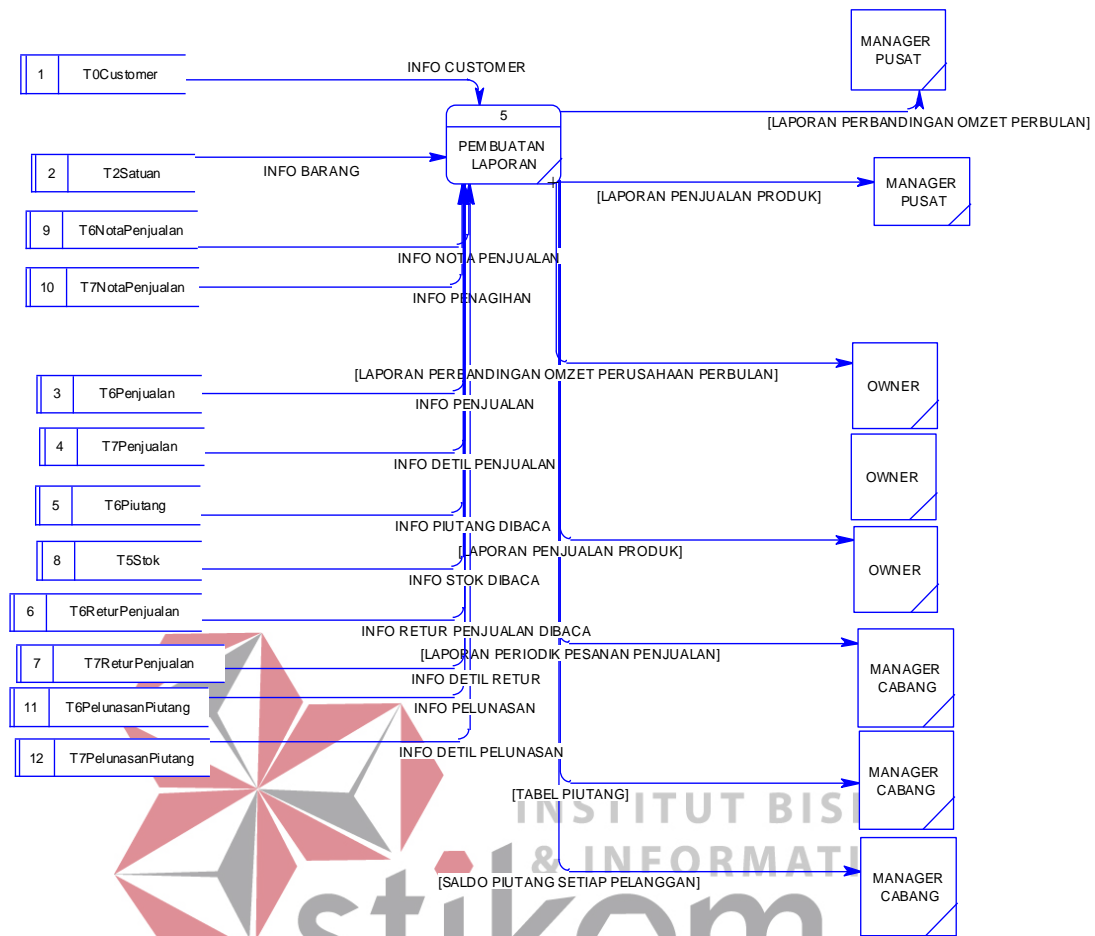 MANAGER
PUSAT
1 T0Customer
INFO CUSTOMER
5
PEMBUATAN
LAPORAN
[LAPORAN PERBANDINGAN OMZET PERBULAN]
2 T2Satuan
INFO BARANG
[LAPORAN PENJUALAN PRODUK]
MANAGER
PUSAT
9 T6NotaPenjualan
INFO NOTA PENJUALAN
10 T7NotaPenjualan
INFO PENAGIHAN
[LAPORAN PERBANDINGAN OMZET PERUSAHAAN PERBULAN]
OWNER
3 T6Penjualan
INFO PENJUALAN
4 T7Penjualan
INFO DETIL PENJUALAN
OWNER
5 T6Piutang
INFO PIUTANG DIBACA
8 T5Stok
[LAPORAN PENJUALAN PRODUK]
OWNER
INFO STOK DIBACA
6 T6ReturPenjualan
INFO RETUR PENJUALAN DIBACA
[LAPORAN PERIODIK PESANAN PENJUALAN]
MANAGER
CABANG
7 T7ReturPenjualan
INFO DETIL RETUR
11 T6PelunasanPiutang
INFO PELUNASAN
12 T7PelunasanPiutang
INFO DETIL PELUNASAN
[TABEL PIUTANG]
MANAGER
CABANG
INSTITUT BISI
& INFORMATI
[SALDO PIUTANG SETIAP PELANGGAN]
MANAGER
CABANG
stikom